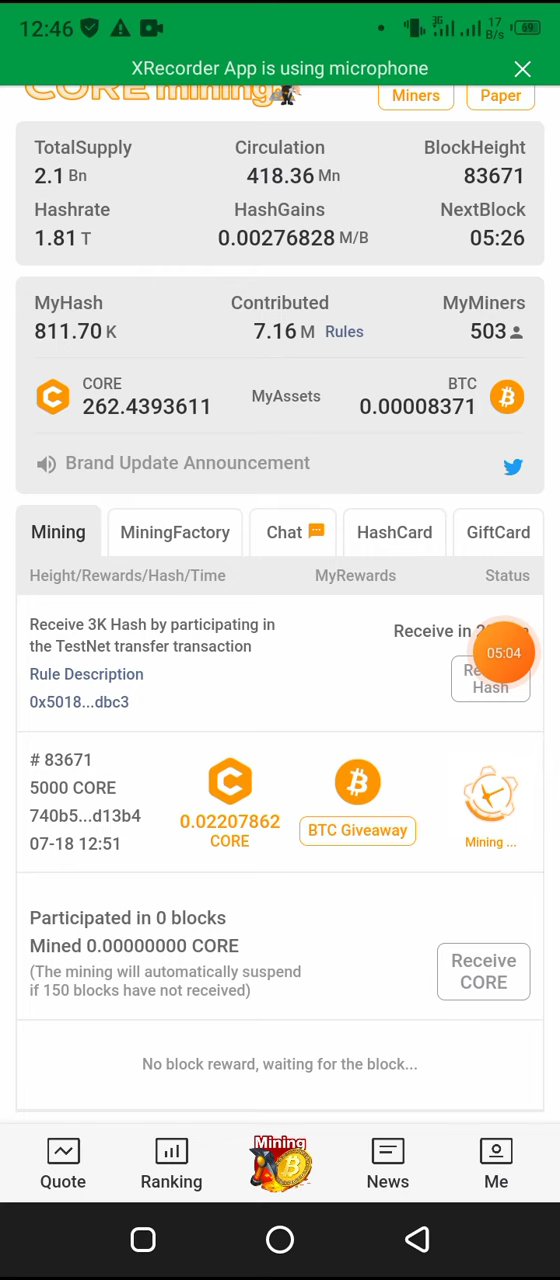 12:46
3G
17
B/s
69
XRecorder App is using microphone
CORE mining
Miners
Paper
TotalSupply Circulation BlockHeight
2.1 Bn 418.36 Mn 83671
Hashrate HashGains NextBlock
1.81 T 0.00276828 M/B 05:26
MyHash Contributed MyMiners
811.70 K 7.16 M Rules 503
CORE MyAssets BTC
262.4393611 0.00008371
Brand Update Announcement
Mining MiningFactory Chat HashCard GiftCard
Height/Rewards/Hash/Time MyRewards Status
Receive 3K Hash by participating in
the TestNet transfer transaction
Receive in
05:04
Hash
Rule Description
0x5018...dbc3
# 83671
5000 CORE
740b5...d13b4
07-18 12:51
0.02207862
CORE
BTC Giveaway
Mining ...
Participated in 0 blocks
Mined 0.00000000 CORE
(The mining will automatically suspend
if 150 blocks have not received)
Receive
CORE
No block reward, waiting for the block...
Mining
Quote Ranking News Me